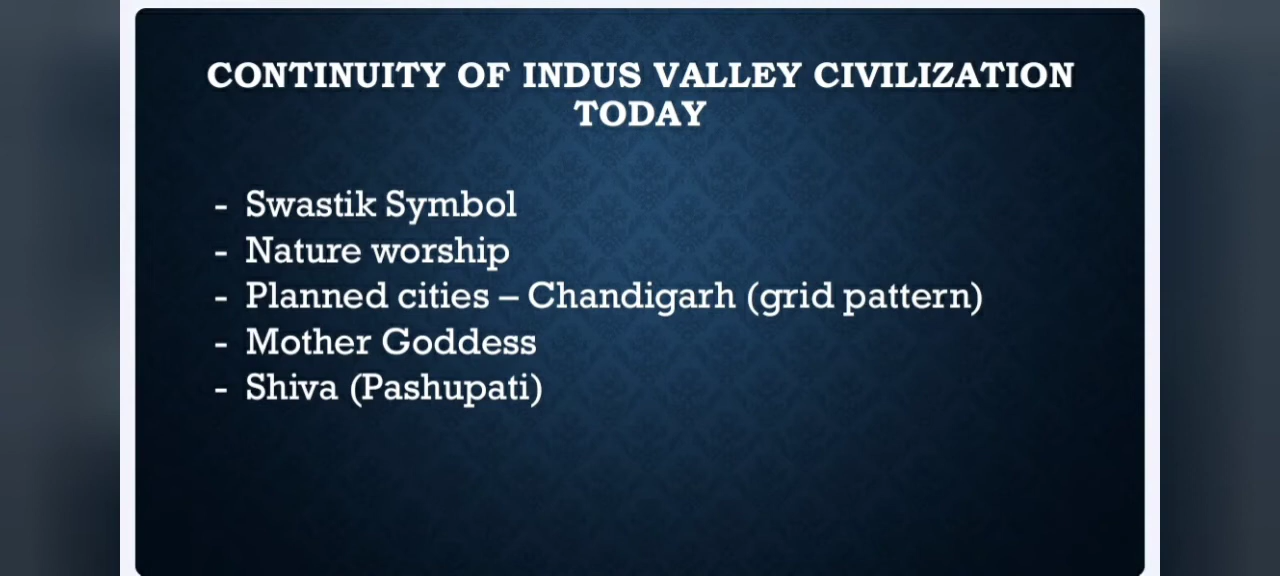 CONTINUITY OF INDUS VALLEY CIVILIZATION
TODAY
- Swastik Symbol
- Nature worship
- Planned cities – Chandigarh (grid pattern)
- Mother Goddess
- Shiva (Pashupati)